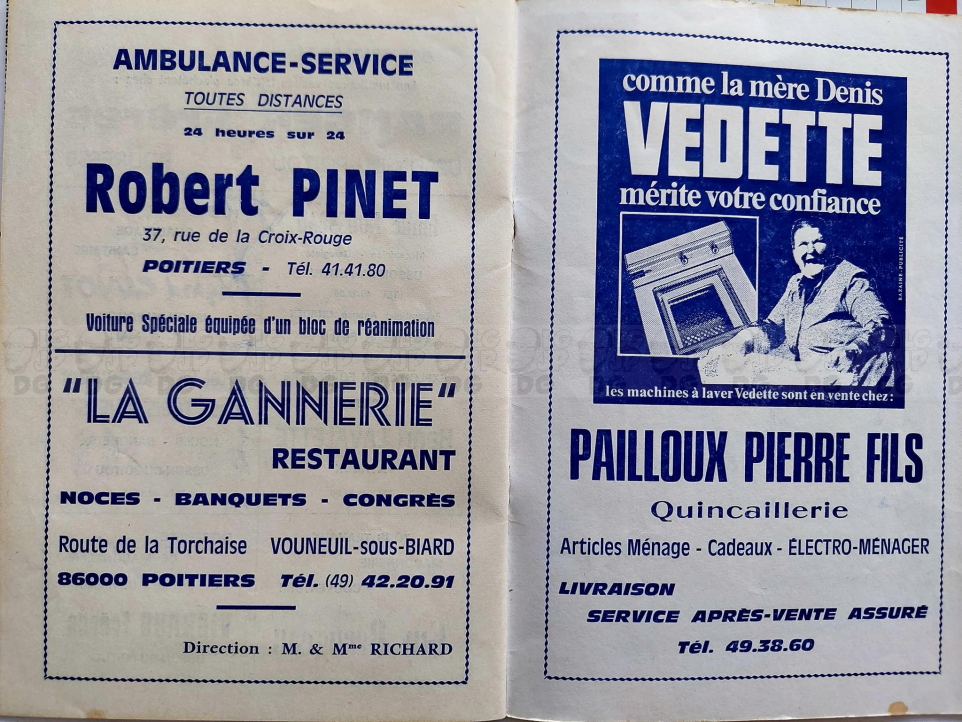 AMBULANCE-SERVICE
TOUTES DISTANCES
24 heures sur 24
Robert PINET
37, rue de la Croix-Rouge
POITIERS - Tél. 41.41.80
Voiture Spéciale équipée d'un bloc de réanimation
"LA GANNERIE"
RESTAURANT
NOCES - BANQUETS - CONGRÈS
Route de la Torchaise VOUNEUIL-sous-BIARD
86000 POITIERS Tél. (49) 42.20.91
Direction : M. & Mme RICHARD
comme la mère Denis
VEDETTE
mérite votre confiance
BAZAINE-PUBLICITÉ
les machines à laver Vedette sont en vente chez :
PAILLOUX PIERRE FILS
Quincaillerie
Articles Ménage - Cadeaux - ÉLECTRO-MÉNAGER
LIVRAISON
SERVICE APRÈS-VENTE ASSURÉ
Tél. 49.38.60